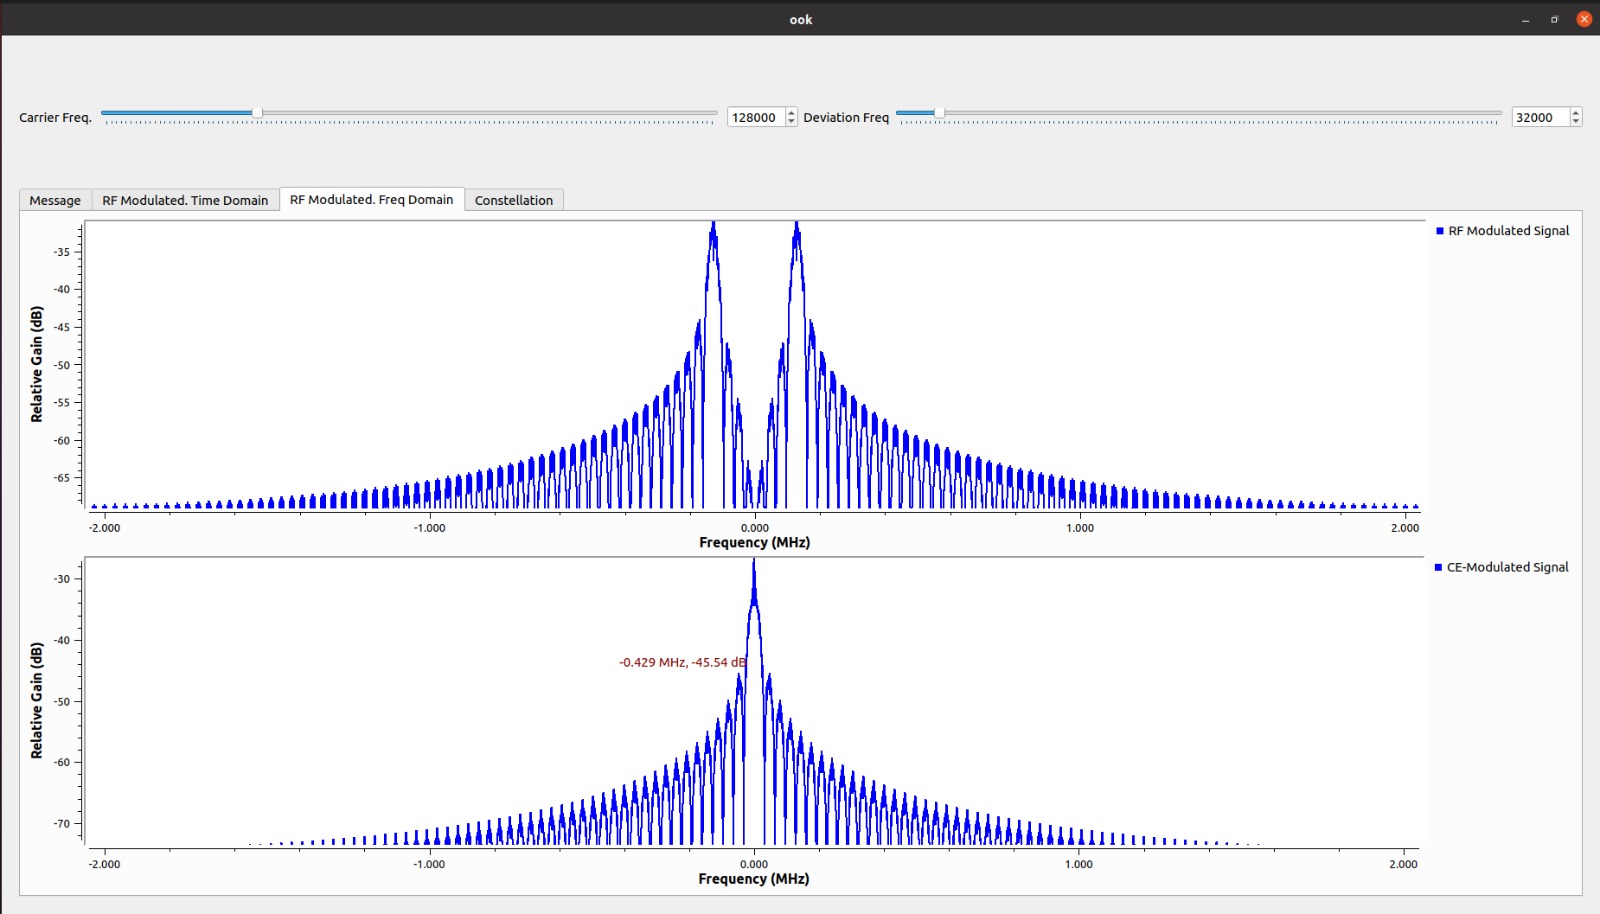 ook
Carrier Freq.
128000
Deviation Freq
32000
Message
RF Modulated. Time Domain
RF Modulated. Freq Domain
Constellation
Relative Gain (dB)
-35
-40
-45
-50
-55
-60
-65
RF Modulated Signal
-2.000
-1.000
0.000
1.000
2.000
Frequency (MHz)
Relative Gain (dB)
-30
-40
-50
-60
-70
-0.429 MHz, -45.54 dB
CE-Modulated Signal
-2.000
-1.000
0.000
1.000
2.000
Frequency (MHz)